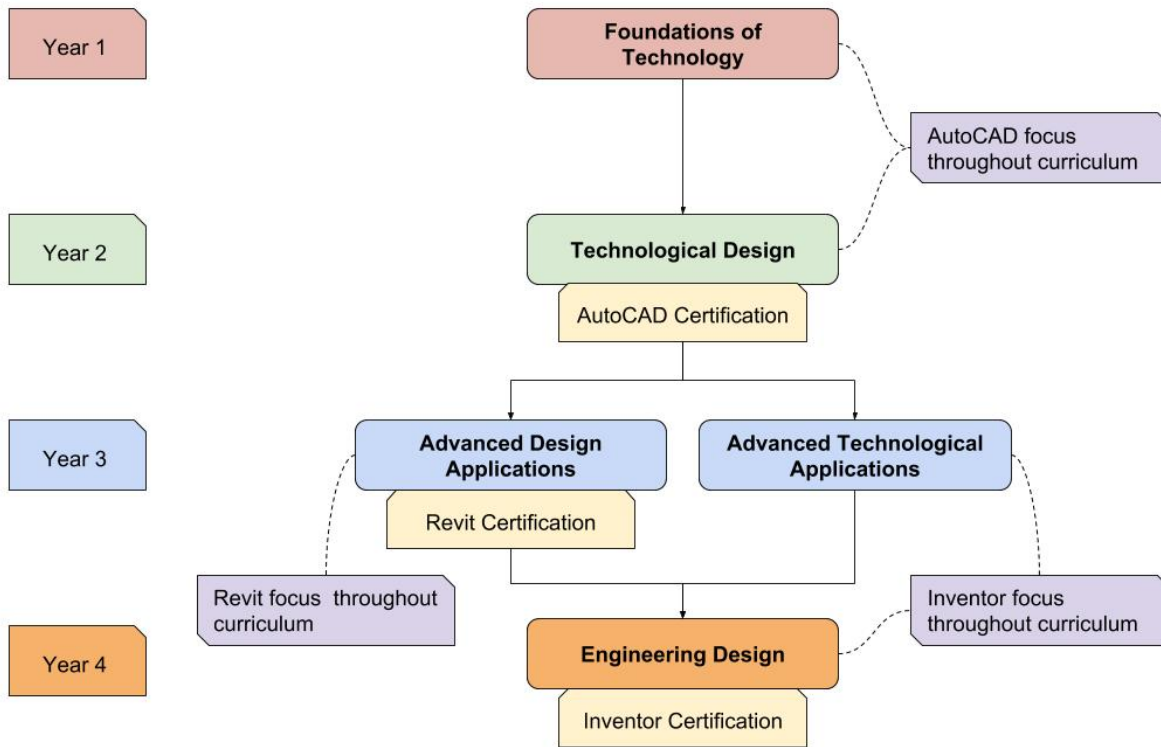 Year 1
Foundations of
Technology
AutoCAD focus
throughout curriculum
Year 2
Technological Design
AutoCAD Certification
Year 3
Advanced Design
Applications
Advanced Technological
Applications
Revit Certification
Revit focus throughout
curriculum
Inventor focus
throughout curriculum
Year 4
Engineering Design
Inventor Certification